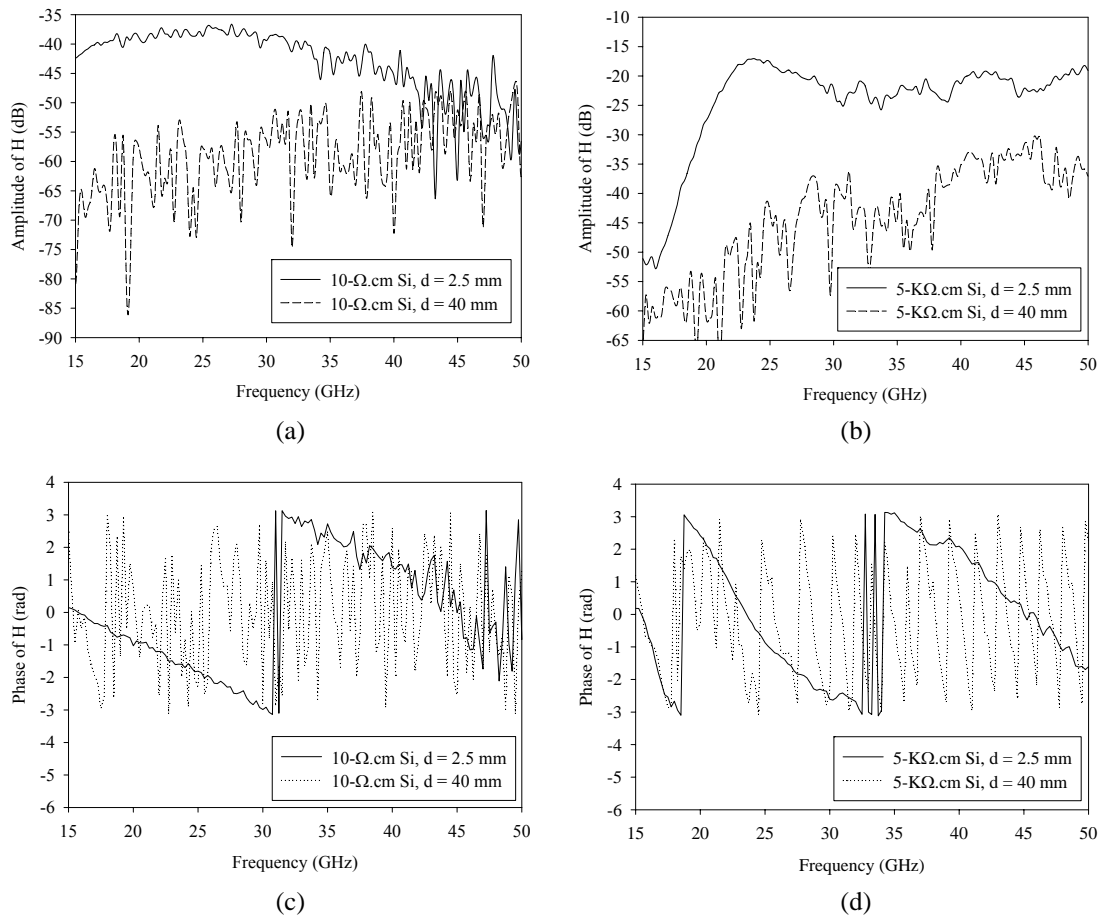 -35
-40
-45
-50
-55
-60
-65
-70
-75
-80
-85
-90
Amplitude of H (dB)
10-Ω.cm Si, d = 2.5 mm
10-Ω.cm Si, d = 40 mm
15 20 25 30 35 40 45 50
Frequency (GHz)
(a)
-10
-20
-30
-40
-50
-55
-60
-65
Amplitude of H (dB)
5-KΩ.cm Si, d = 2.5 mm
5-KΩ.cm Si, d = 40 mm
15 20 25 30 35 40 45 50
Frequency (GHz)
(b)
4
3
2
1
0
-1
-2
-3
-4
-5
-6
Phase of H (rad)
10-Ω.cm Si, d = 2.5 mm
10-Ω.cm Si, d = 40 mm
15 20 25 30 35 40 45 50
Frequency (GHz)
(c)
4
3
2
1
0
-1
-2
-3
-4
-5
-6
Phase of H (rad)
5-KΩ.cm Si, d = 2.5 mm
5-KΩ.cm Si, d = 40 mm
15 20 25 30 35 40 45 50
Frequency (GHz)
(d)